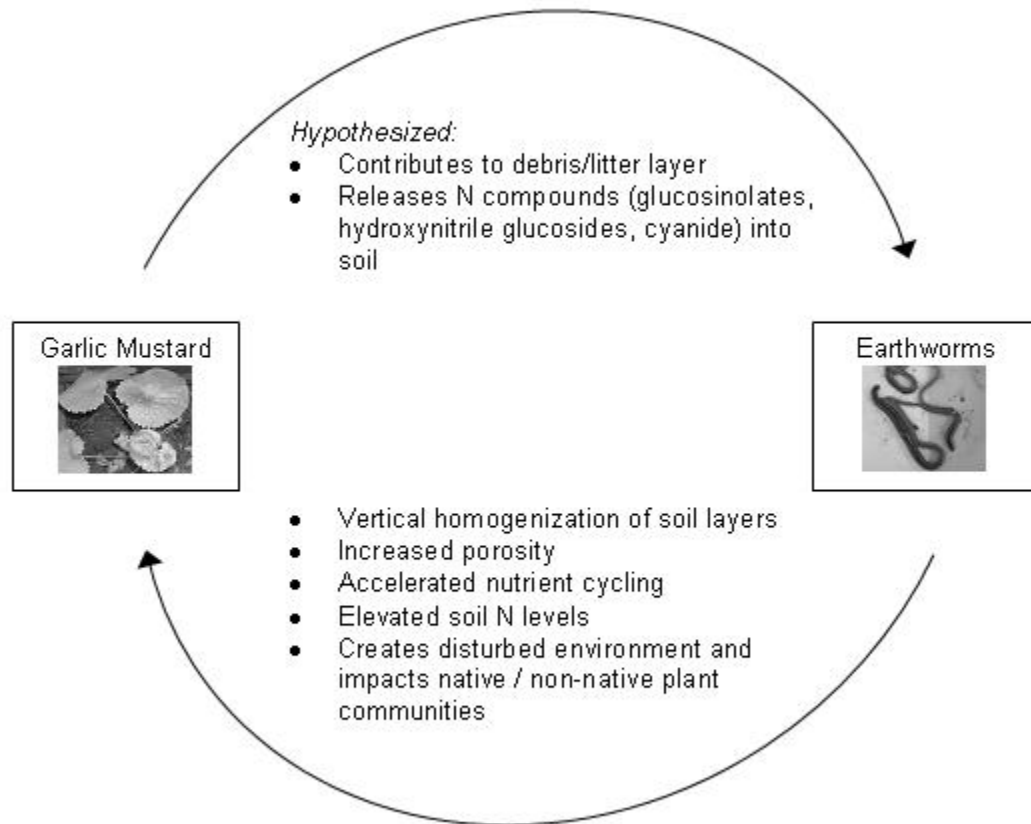 Hypothesized:
● Contributes to debris/litter layer
● Releases N compounds (glucosinolates,
hydroxynitrile glucosides, cyanide) into
soil
Garlic Mustard
Earthworms
● Vertical homogenization of soil layers
● Increased porosity
● Accelerated nutrient cycling
● Elevated soil N levels
● Creates disturbed environment and
impacts native / non-native plant
communities